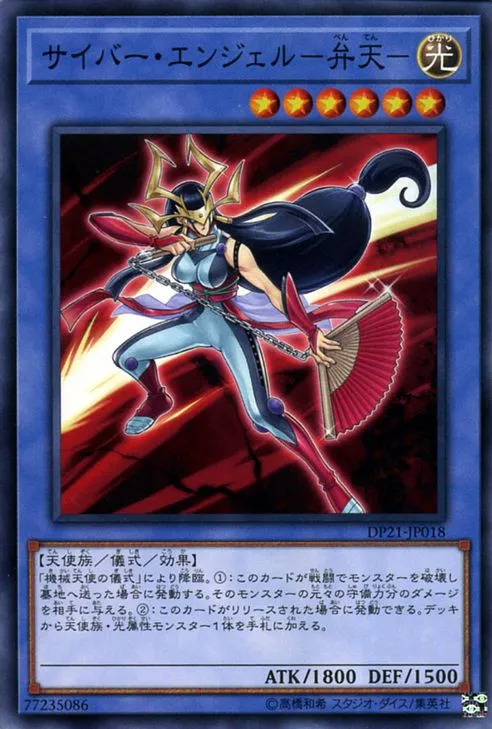 サイバー・エンジェル－弁天－
光
DP21-JP018
【天使族／儀式／効果】
「機械天使の儀式」により降臨。①：このカードが戦闘でモンスターを破壊し
墓地へ送った場合に発動する。そのモンスターの元々の守備力分のダメージ
を相手に与える。②：このカードがリリースされた場合に発動できる。デッキ
から天使族・光属性モンスター１体を手札に加える。
ATK/1800 DEF/1500
77235086
©高橋和希 スタジオ・ダイス/集英社